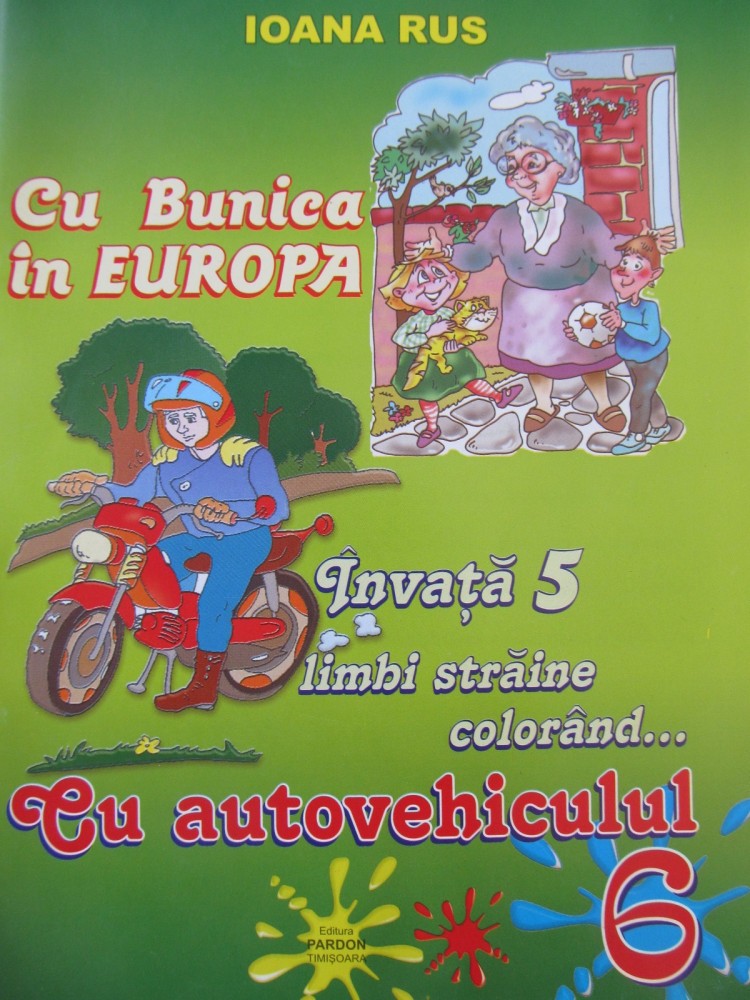 IOANA RUS
Cu Bunica
în EUROPA
Învață 5
limbi străine
colorând...
Cu autovehiculul
6
Editura
PARDON
TIMIȘOARA